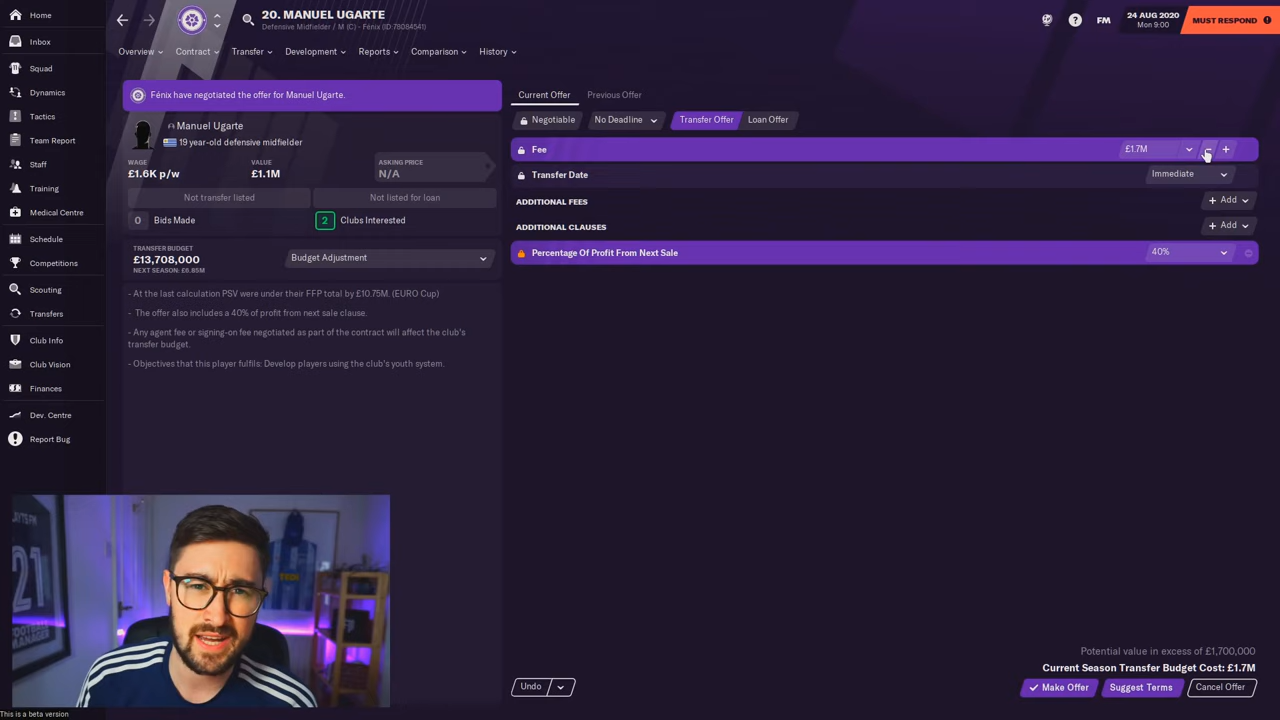 Home
Inbox
Squad
Dynamics
Tactics
Team Report
Staff
Training
Medical Centre
Schedule
Competitions
Scouting
Transfers
Club Info
Club Vision
Finances
Dev. Centre
Report Bug
20. MANUEL UGARTE
Defensive Midfielder / M (C) - Fénix (ID:78084541)
FM
24 AUG 2020
Mon 9:00
MUST RESPOND
Overview
Contract
Transfer
Development
Reports
Comparison
History
Fénix have negotiated the offer for Manuel Ugarte.
Manuel Ugarte
19 year-old defensive midfielder
WAGE
£1.6K p/w
VALUE
£1.1M
ASKING PRICE
N/A
Not transfer listed
Not listed for loan
0 Bids Made
2 Clubs Interested
TRANSFER BUDGET
£13,708,000
NEXT SEASON: £6.85M
Budget Adjustment
- At the last calculation PSV were under their FFP total by £10.75M. (EURO Cup)
- The offer also includes a 40% of profit from next sale clause.
- Any agent fee or signing-on fee negotiated as part of the contract will affect the club's
transfer budget.
- Objectives that this player fulfils: Develop players using the club's youth system.
Current Offer
Previous Offer
Negotiable
No Deadline
Transfer Offer
Loan Offer
Fee £1.7M
Transfer Date Immediate
ADDITIONAL FEES + Add
ADDITIONAL CLAUSES + Add
Percentage Of Profit From Next Sale 40%
Potential value in excess of £1,700,000
Current Season Transfer Budget Cost: £1.7M
Undo
Make Offer
Suggest Terms
Cancel Offer
21
This is a beta version